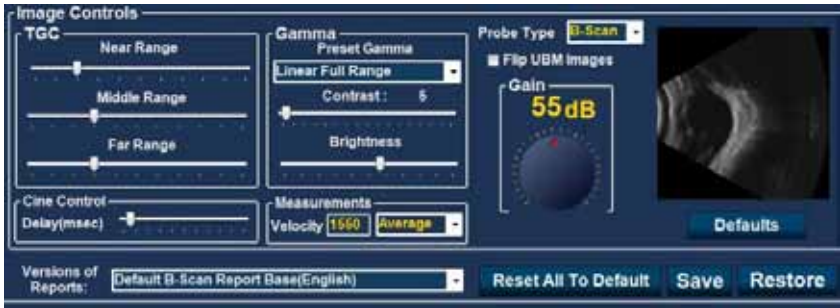 Image Controls
TGC
Near Range
Middle Range
Far Range
Cine Control
Delay(msec)
Gamma
Preset Gamma
Linear Full Range
Contrast : 5
Brightness
Measurements
Velocity 1550 Average
Probe Type B-Scan
Flip UBM Images
Gain
55dB
Defaults
Versions of Reports: Default B-Scan Report Base(English)
Reset All To Default Save Restore